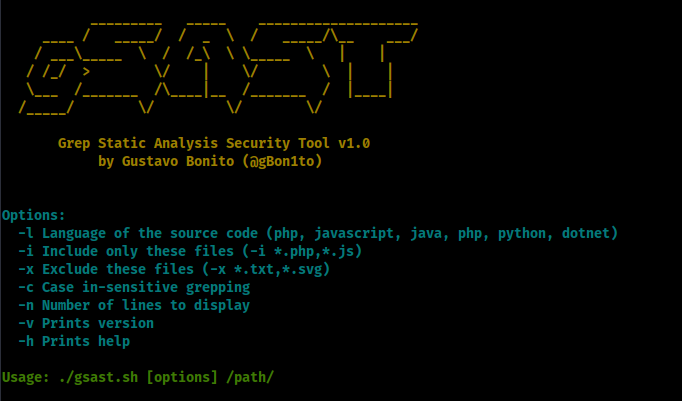 gSAST
Grep Static Analysis Security Tool v1.0
by Gustavo Bonito (@gBon1to)
Options:
-l Language of the source code (php, javascript, java, php, python, dotnet)
-i Include only these files (-i *.php,*.js)
-x Exclude these files (-x *.txt,*.svg)
-c Case in-sensitive grepping
-n Number of lines to display
-v Prints version
-h Prints help
Usage: ./gsast.sh [options] /path/